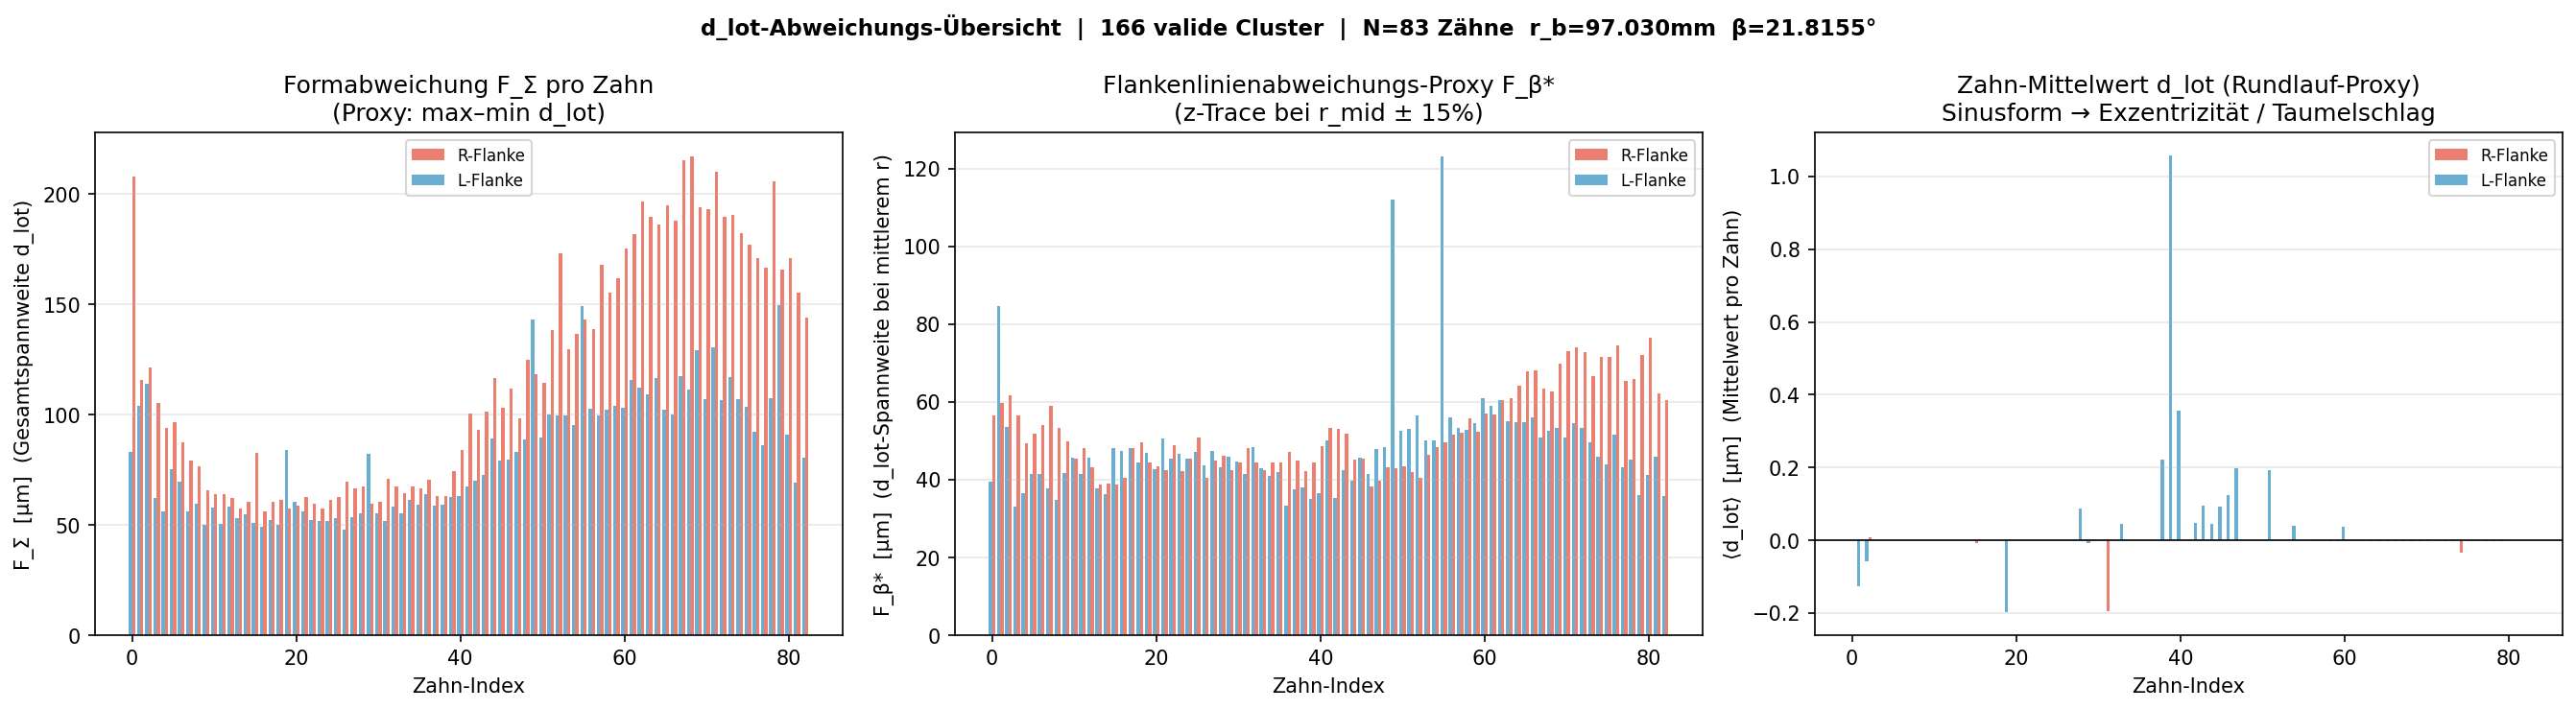 d_lot-Abweichungs-Übersicht | 166 valide Cluster | N=83 Zähne r_b=97.030mm β=21.8155°
Formabweichung F_Σ pro Zahn
(Proxy: max–min d_lot)
F_Σ [µm] (Gesamtspannweite d_lot)
200
150
100
50
0
R-Flanke
L-Flanke
0 20 40 60 80
Zahn-Index
Flankenlinienabweichungs-Proxy F_β*
(z-Trace bei r_mid ± 15%)
F_β* [µm] (d_lot-Spannweite bei mittlerem r)
120
100
80
60
40
20
0
R-Flanke
L-Flanke
0 20 40 60 80
Zahn-Index
Zahn-Mittelwert d_lot (Rundlauf-Proxy)
Sinusform → Exzentrizität / Taumelschlag
⟨d_lot⟩ [µm] (Mittelwert pro Zahn)
1.0
0.8
0.6
0.4
0.2
0.0
−0.2
R-Flanke
L-Flanke
0 20 40 60 80
Zahn-Index